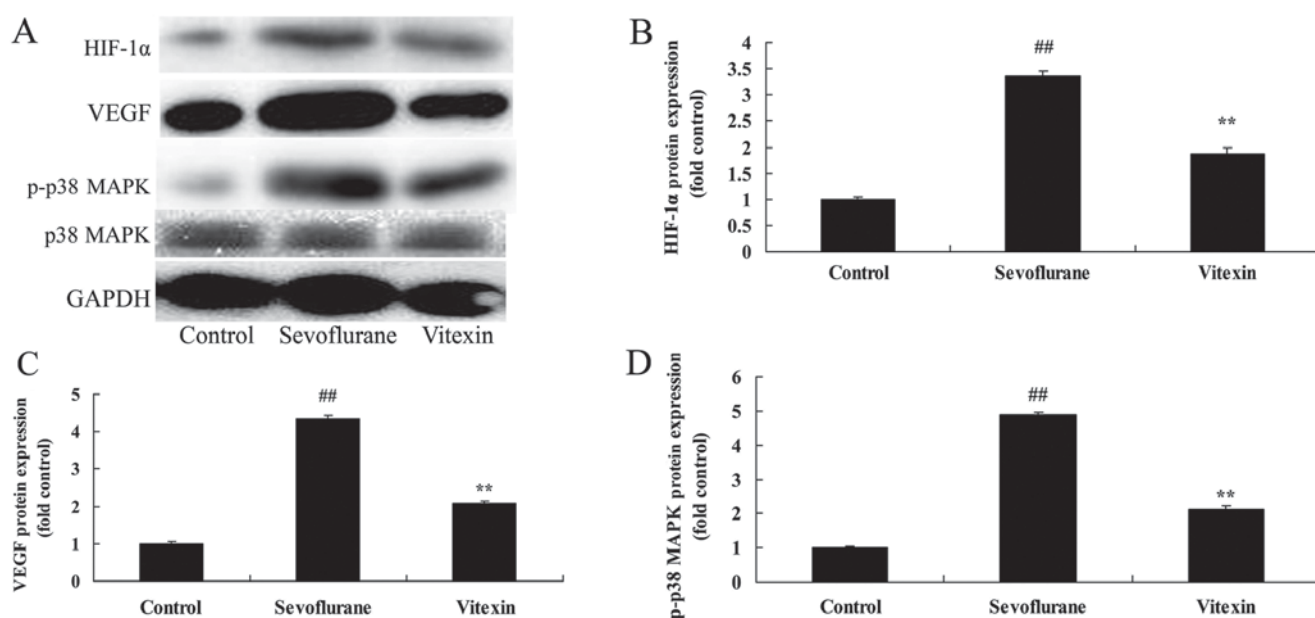 A
HIF-1α
VEGF
p-p38 MAPK
p38 MAPK
GAPDH
Control Sevoflurane Vitexin
B
HIF-1α protein expression
(fold control)
4
3.5
3
2.5
2
1.5
1
0.5
0
##
**
Control Sevoflurane Vitexin
C
VEGF protein expression
(fold control)
5
4
3
2
1
0
##
**
Control Sevoflurane Vitexin
D
p-p38 MAPK protein expression
(fold control)
6
5
4
3
2
1
0
##
**
Control Sevoflurane Vitexin